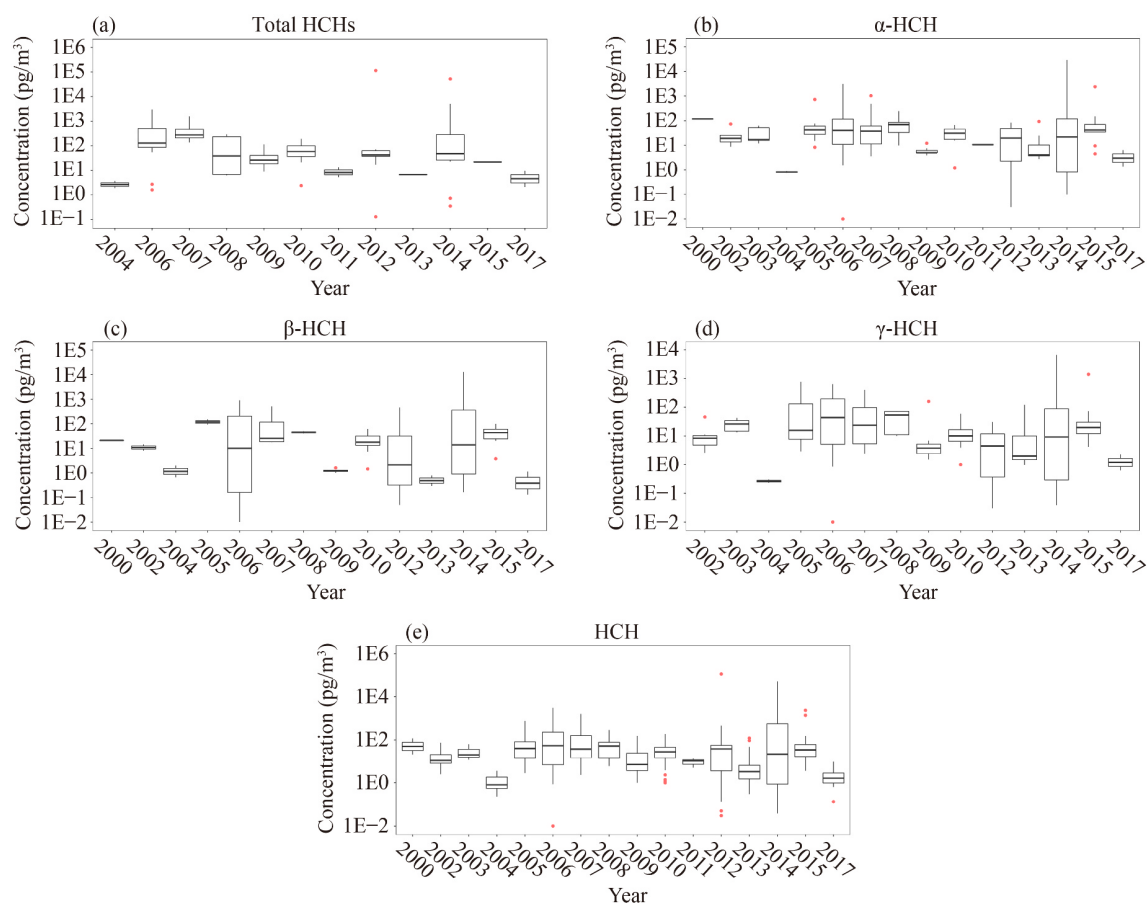 (a) Total HCHs
Concentration (pg/m³)
1E6
1E5
1E4
1E3
1E2
1E1
1E0
1E−1
2004 2006 2007 2008 2009 2010 2011 2012 2013 2014 2015 2017
Year
(b) α-HCH
Concentration (pg/m³)
1E5
1E4
1E3
1E2
1E1
1E0
1E−1
1E−2
2000 2002 2003 2004 2005 2006 2007 2008 2009 2010 2011 2012 2013 2014 2015 2017
Year
(c) β-HCH
Concentration (pg/m³)
1E5
1E4
1E3
1E2
1E1
1E0
1E−1
1E−2
2000 2002 2004 2005 2006 2007 2008 2009 2010 2012 2013 2014 2015 2017
Year
(d) γ-HCH
Concentration (pg/m³)
1E4
1E3
1E2
1E1
1E0
1E−1
1E−2
2002 2003 2004 2005 2006 2007 2008 2009 2010 2012 2013 2014 2015 2017
Year
(e) HCH
Concentration (pg/m³)
1E6
1E4
1E2
1E0
1E−2
2000 2002 2003 2004 2005 2006 2007 2008 2009 2010 2011 2012 2013 2014 2015 2017
Year